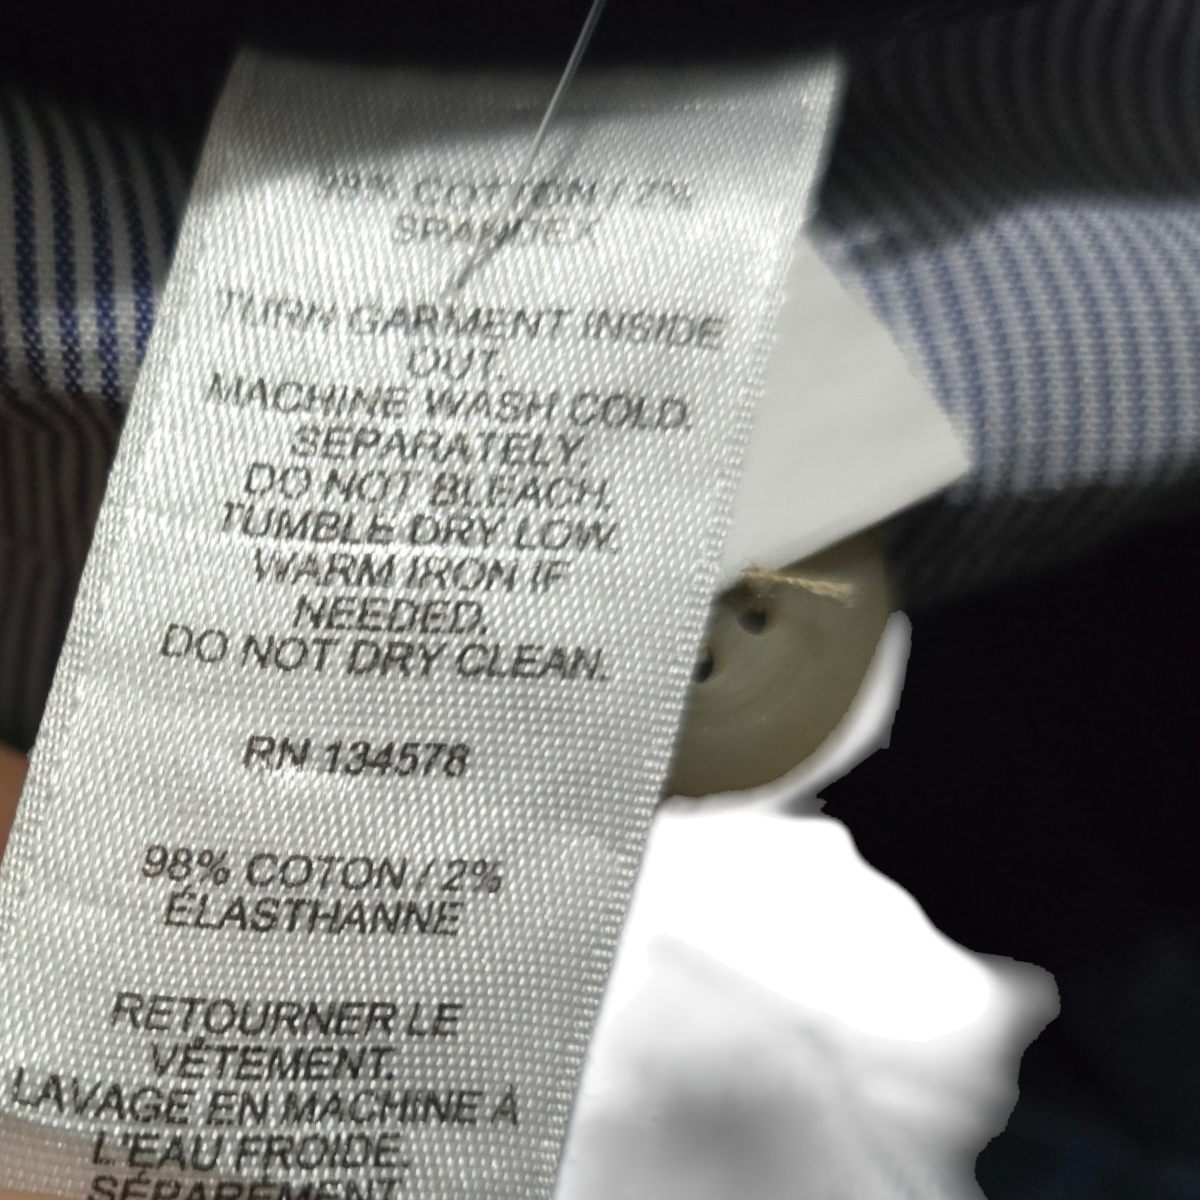 98% COTTON / 2%
SPANDEX
TURN GARMENT INSIDE
OUT.
MACHINE WASH COLD.
SEPARATELY.
DO NOT BLEACH.
TUMBLE DRY LOW.
WARM IRON IF
NEEDED.
DO NOT DRY CLEAN.
RN 134578
98% COTON / 2%
ÉLASTHANNE
RETOURNER LE
VÊTEMENT.
LAVAGE EN MACHINE À
L'EAU FROIDE.
SÉPARÉMENT.